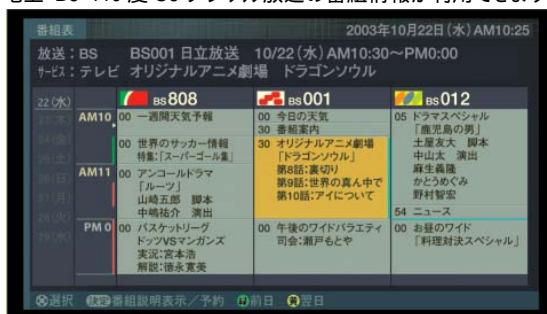 番組表 2003年10月22日(水)AM10:25
放送:BS BS001 日立放送 10/22(水)AM10:30~PM0:00
サービス:テレビ オリジナルアニメ劇場 ドラゴンソウル
22(水) BS808 BS001 BS012
AM10 00 一週間天気予報 00 今日の天気 05 ドラマスペシャル
30 番組案内 「鹿児島の男」
00 世界のサッカー情報 30 オリジナルアニメ劇場 土屋友大 脚本
特集:「スーパーゴール集」 「ドラゴンソウル」 中山太 演出
第8話:裏切り 麻生義隆
AM11 00 アンコールドラマ 第9話:世界の真ん中で かとうめぐみ
「ルーツ」 第10話:アイについて 野村智宏
山崎五郎 脚本
中嶋祐介 演出 54 ニュース
PM 0 00 バスケットリーグ 00 午後のワイドバラエティ 00 お昼のワイド
ドッツVSマンガンズ 司会:瀬戸もとや 「料理対決スペシャル」
実況:宮本浩
解説:徳永寛美
選択 決定 番組説明表示/予約 緑 前日 黄 翌日